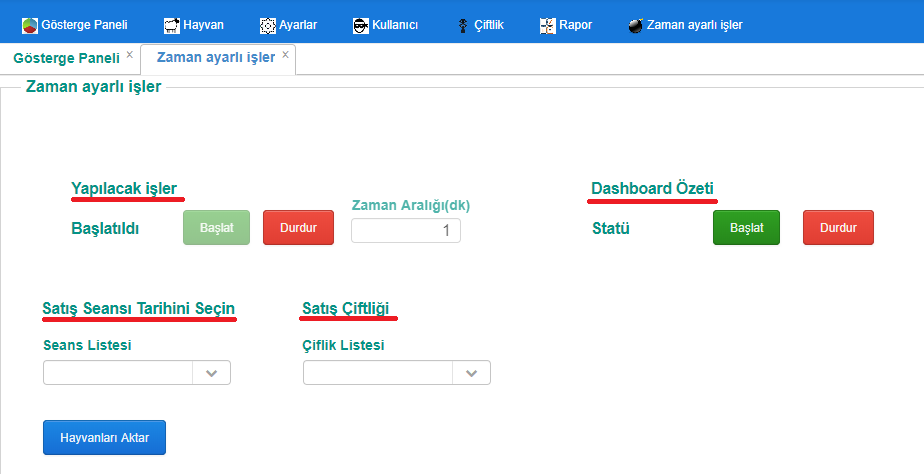 Gösterge Paneli Hayvan Ayarlar Kullanıcı Çiftlik Rapor Zaman ayarlı işler
Gösterge Paneli × Zaman ayarlı işler ×
Zaman ayarlı işler
Yapılacak işler Dashboard Özeti
Zaman Aralığı(dk)
Başlatıldı Başlat Durdur 1 Statü Başlat Durdur
Satış Seansı Tarihini Seçin Satış Çiftliği
Seans Listesi Çiflik Listesi
Hayvanları Aktar